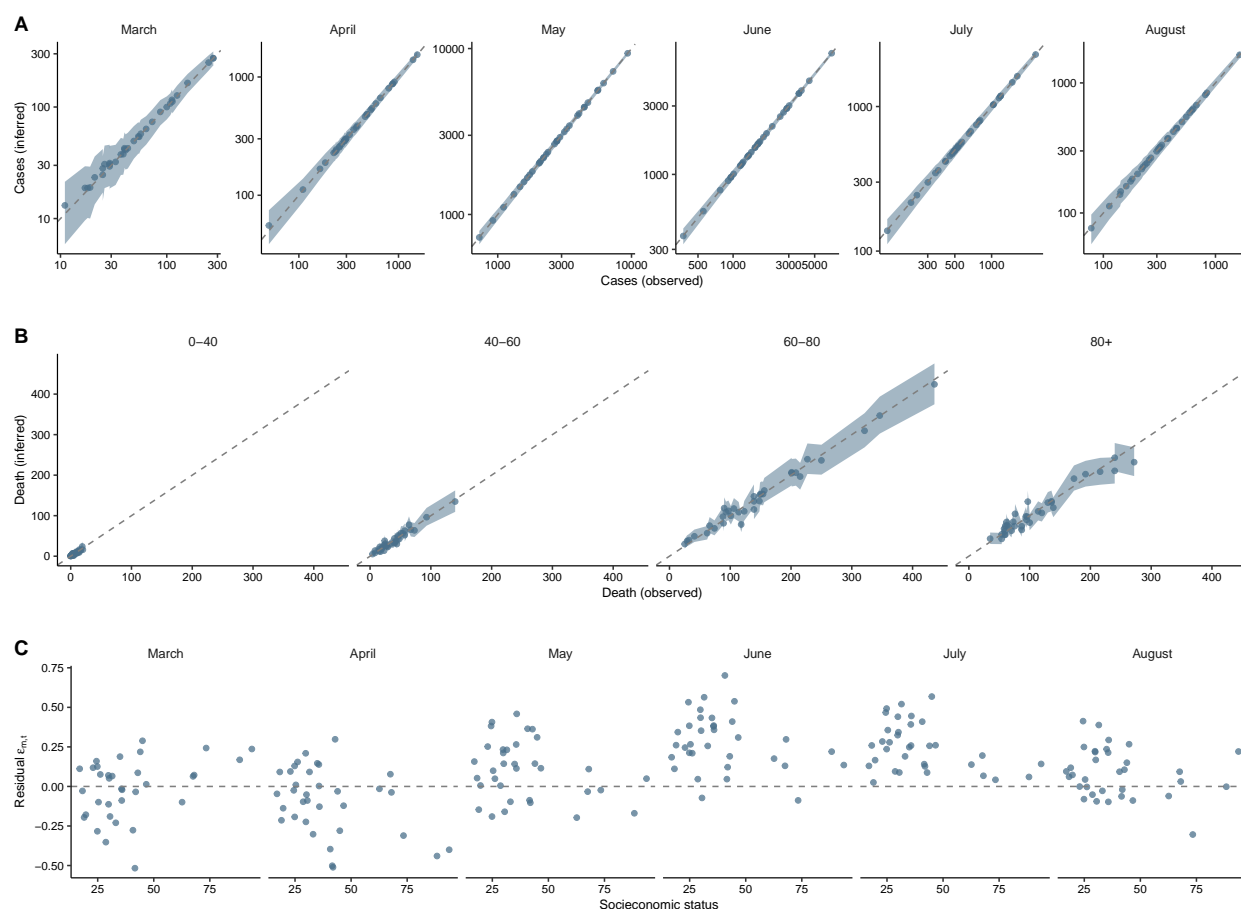 A
March April May June July August
Cases (inferred)
300
100
30
10
10 30 100 300
1000
300
100
100 300 1000
10000
3000
1000
1000 3000 10000
3000
1000
300
500 1000 3000 5000
1000
300
100
300 500 1000
1000
300
100
100 300 1000
Cases (observed)
B
0−40 40−60 60−80 80+
Death (inferred)
400
300
200
100
0
0 100 200 300 400 0 100 200 300 400 0 100 200 300 400 0 100 200 300 400
Death (observed)
C
March April May June July August
Residual εm,t
0.75
0.50
0.25
0.00
−0.25
−0.50
25 50 75 25 50 75 25 50 75 25 50 75 25 50 75 25 50 75
Socieconomic status